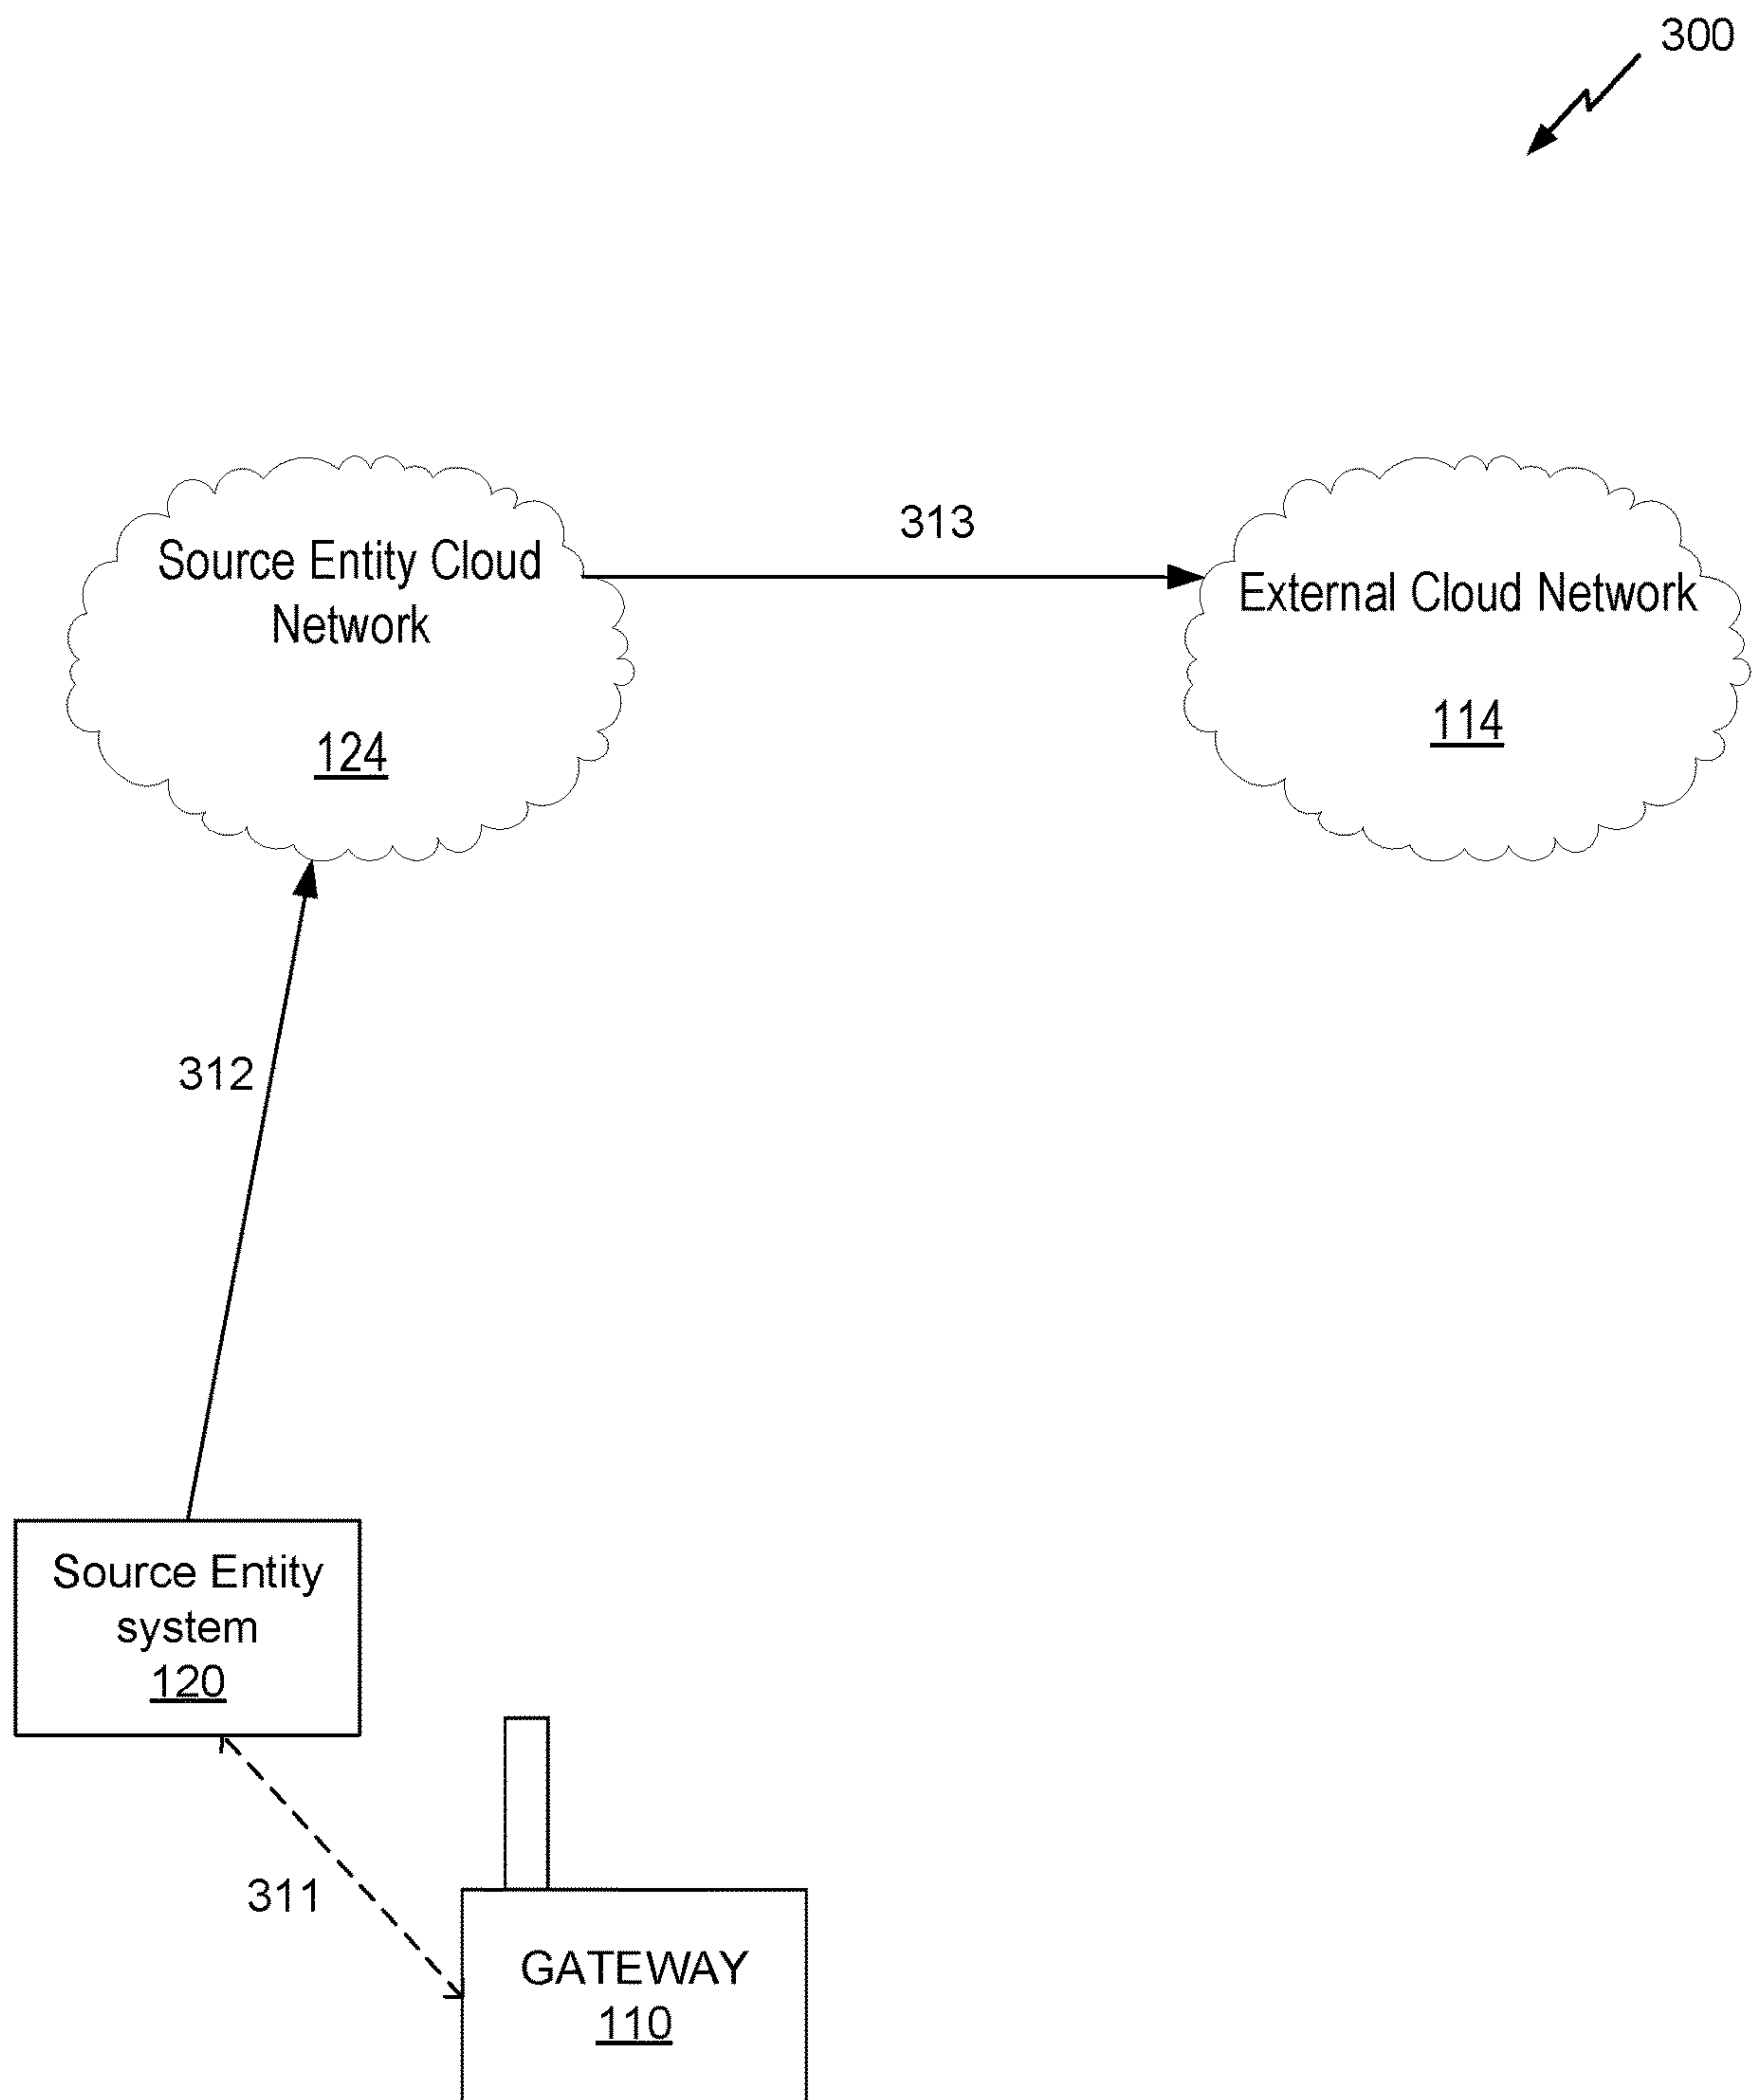 300
313
Source Entity Cloud
Network
124
External Cloud Network
114
312
Source Entity
system
120
311
GATEWAY
110